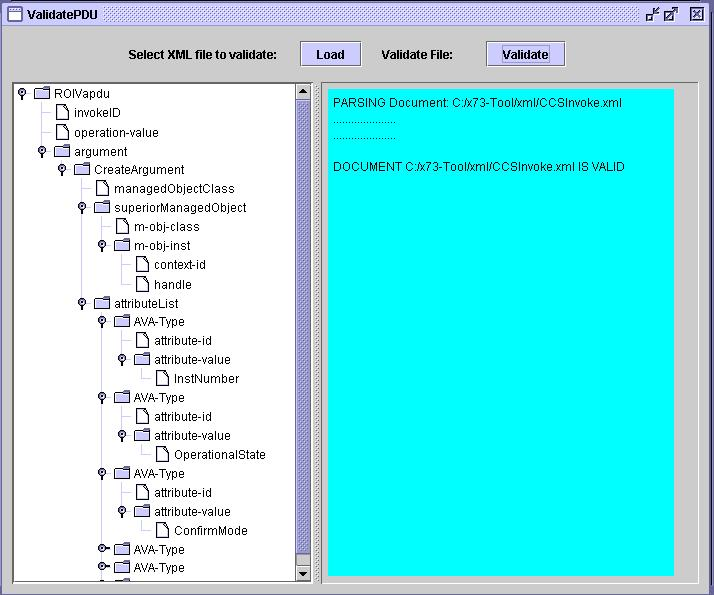 ValidatePDU
Select XML file to validate: Load Validate File: Validate
ROIVapdu
invokeID
operation-value
argument
CreateArgument
managedObjectClass
superiorManagedObject
m-obj-class
m-obj-inst
context-id
handle
attributeList
AVA-Type
attribute-id
attribute-value
InstNumber
AVA-Type
attribute-id
attribute-value
OperationalState
AVA-Type
attribute-id
attribute-value
ConfirmMode
AVA-Type
AVA-Type
PARSING Document: C:/x73-Tool/xml/CCSInvoke.xml
.....................
.....................
DOCUMENT C:/x73-Tool/xml/CCSInvoke.xml IS VALID